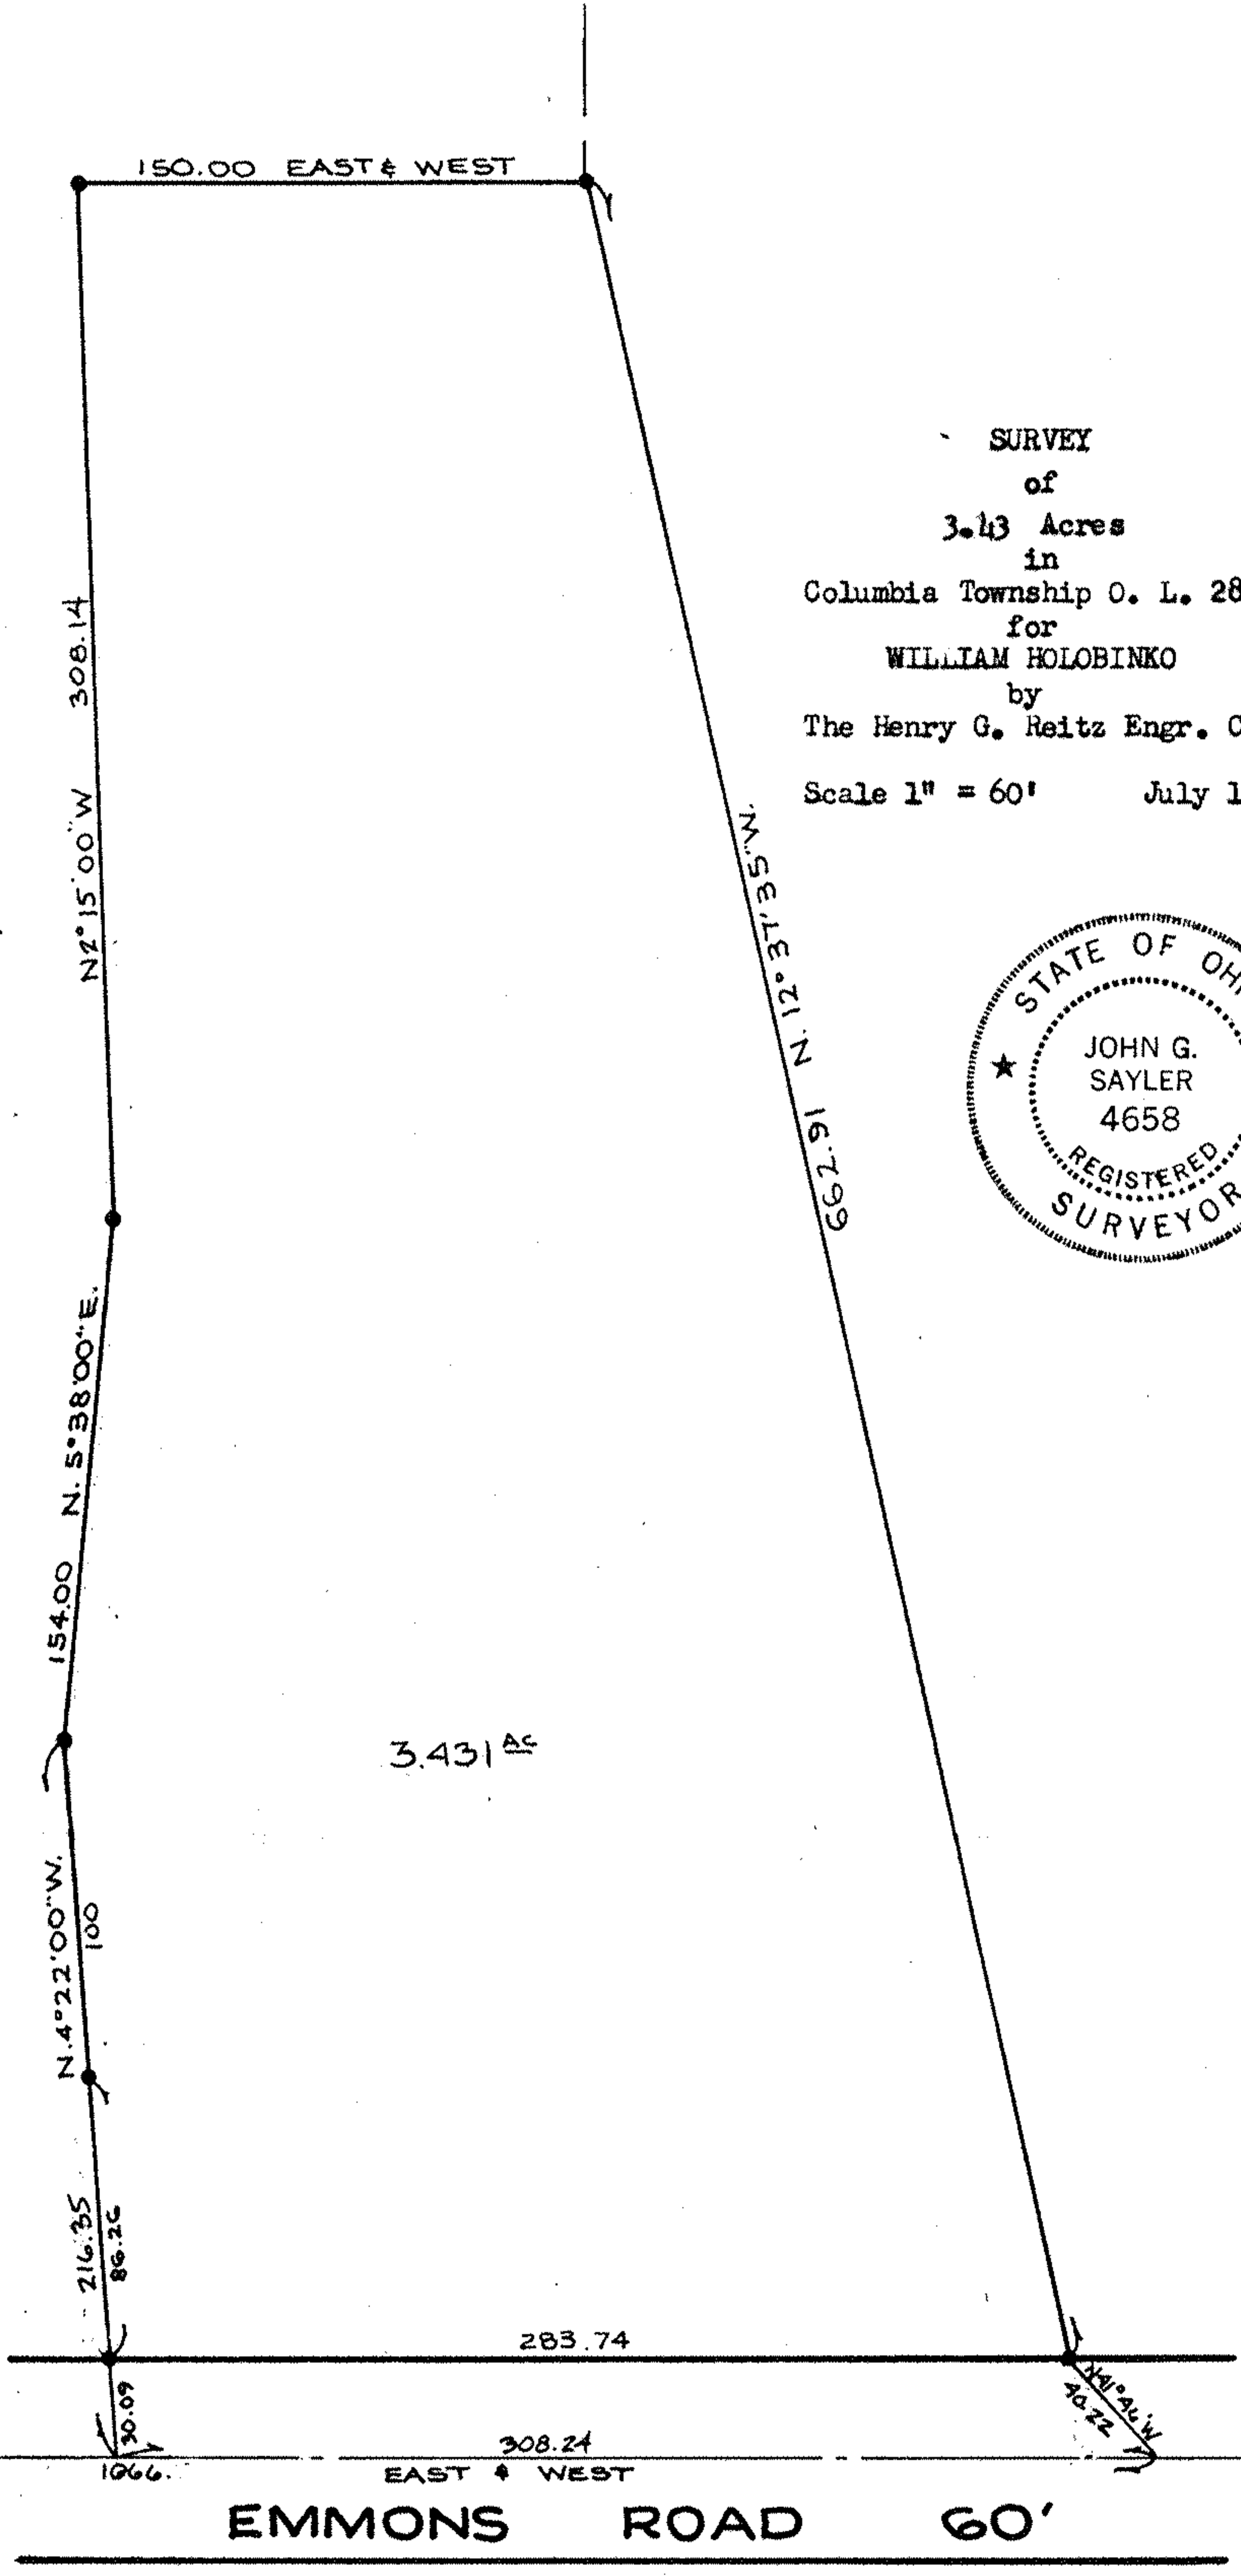 150.00 EAST & WEST
SURVEY
of
3.43 Acres
in
Columbia Township O. L. 28
for
WILLIAM HOLOBINKO
by
The Henry G. Reitz Engr. C
Scale 1" = 60' July 1
308.14
N2°15'00"W
662.91 N. 12° 37' 35" W.
STATE OF OHI
★
JOHN G.
SAYLER
4658
REGISTERED
SURVEYOR
154.00 N. 5°38'00" E.
3.431 AC
N. 4°22'00" W.
100
216.35
86.26
283.74
30.09
N41°46'W
40.22
308.24
1066.
EAST & WEST
EMMONS ROAD 60'